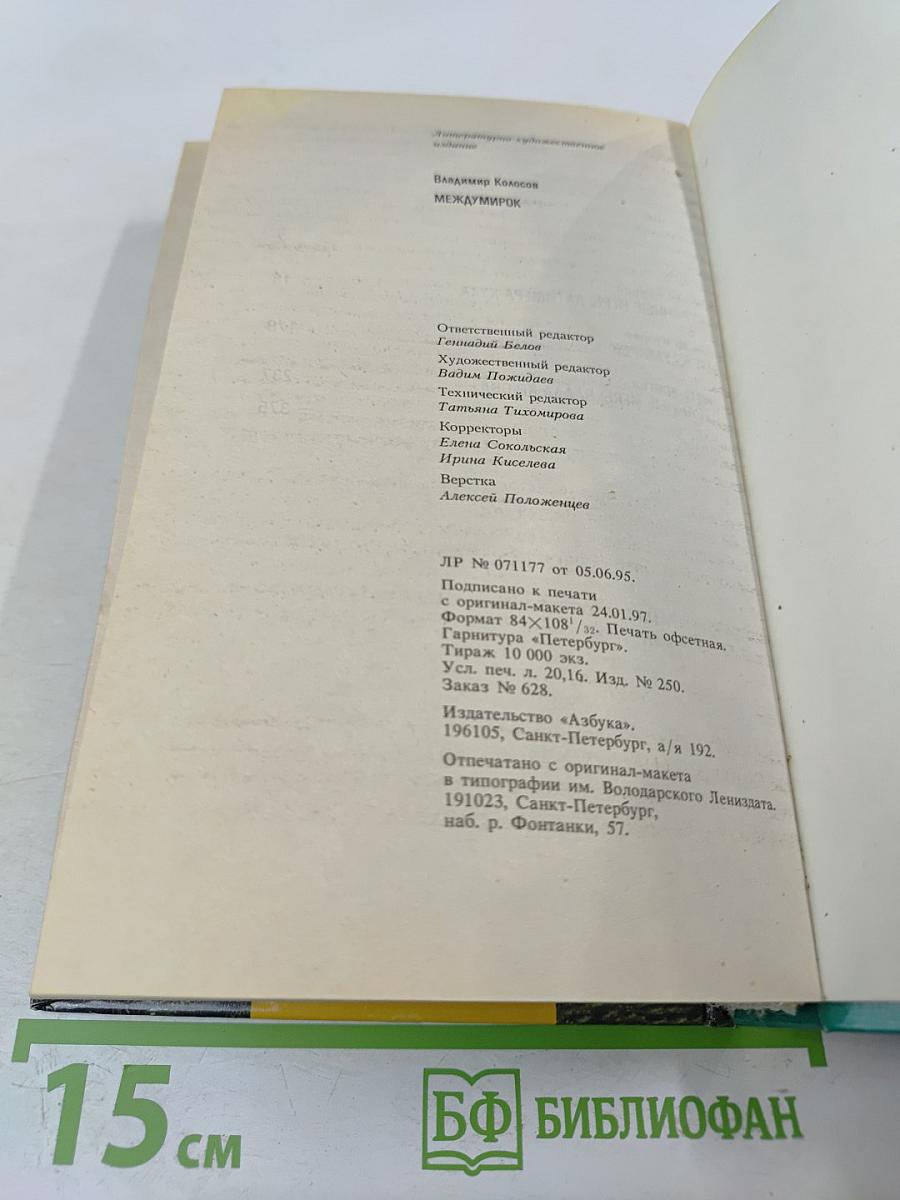 Литературно-художественное
издание
Владимир Колосов
МЕЖДУМИРОК
Ответственный редактор
Геннадий Белов
Художественный редактор
Вадим Пожидаев
Технический редактор
Татьяна Тихомирова
Корректоры
Елена Сокольская
Ирина Киселева
Верстка
Алексей Положенцев
ЛР № 071177 от 05.06.95.
Подписано к печати
с оригинал-макета 24.01.97.
Формат 84×108¹/₃₂. Печать офсетная.
Гарнитура «Петербург».
Тираж 10 000 экз.
Усл. печ. л. 20,16. Изд. № 250.
Заказ № 628.
Издательство «Азбука».
196105, Санкт-Петербург, а/я 192.
Отпечатано с оригинал-макета
в типографии им. Володарского Лениздата.
191023, Санкт-Петербург,
наб. р. Фонтанки, 57.
15 см
БФ БИБЛИОФАН